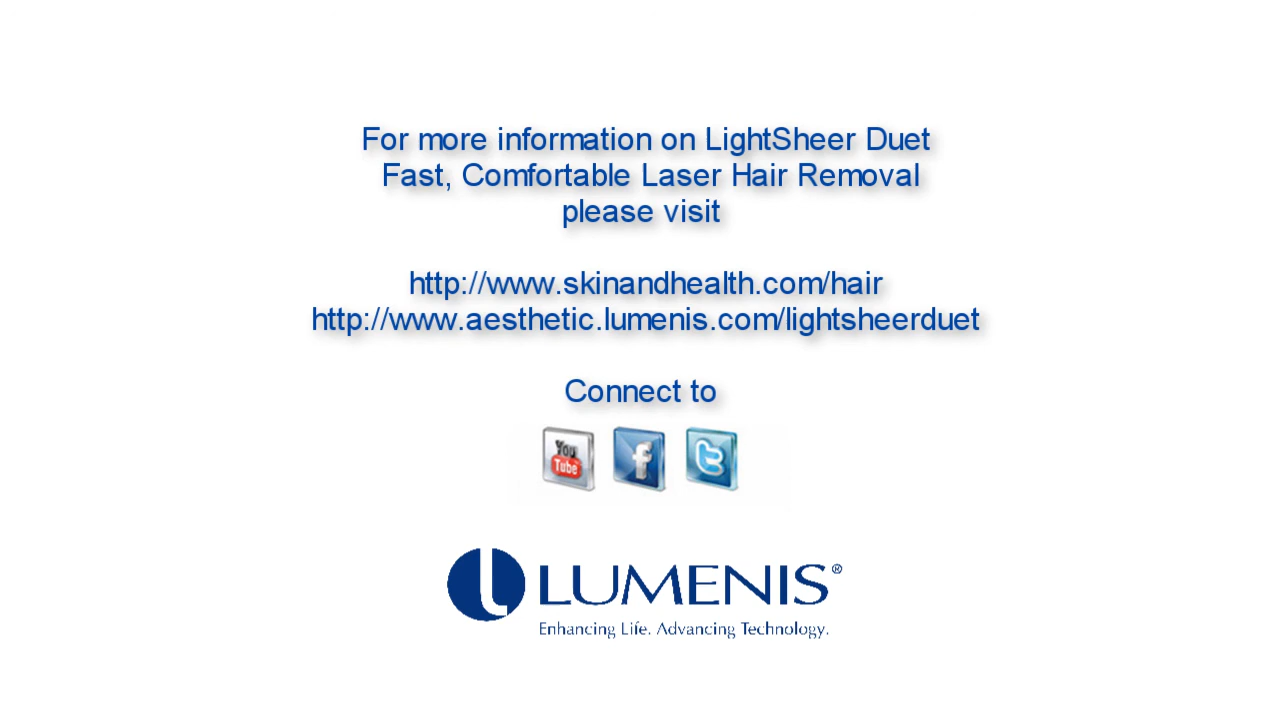 For more information on LightSheer Duet
Fast, Comfortable Laser Hair Removal
please visit
http://www.skinandhealth.com/hair
http://www.aesthetic.lumenis.com/lightsheerduet
Connect to
You
Tube
f
t
LUMENIS®
Enhancing Life. Advancing Technology.